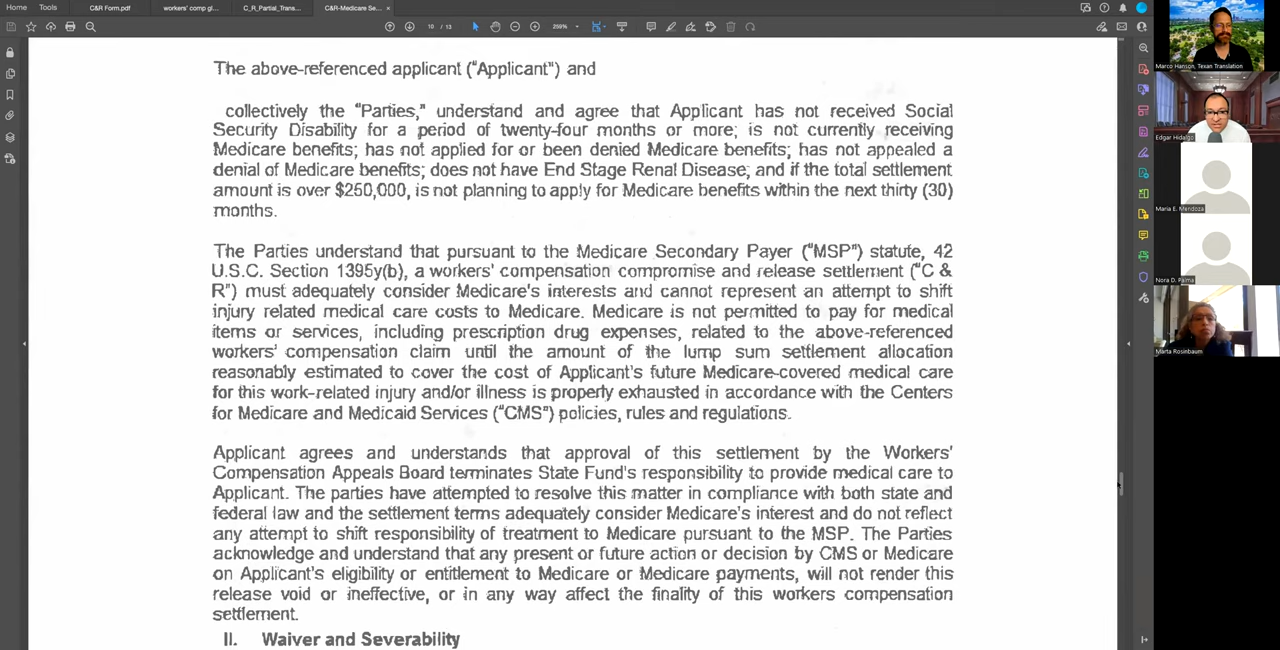 Home Tools C&R Form.pdf workers' comp gl... C_R_Partial_Trans... C&R-Medicare Se... ×
10 / 13 259%
The above-referenced applicant ("Applicant") and
collectively the "Parties," understand and agree that Applicant has not received Social
Security Disability for a period of twenty-four months or more; is not currently receiving
Medicare benefits; has not applied for or been denied Medicare benefits; has not appealed a
denial of Medicare benefits; does not have End Stage Renal Disease; and if the total settlement
amount is over $250,000, is not planning to apply for Medicare benefits within the next thirty (30)
months.
The Parties understand that pursuant to the Medicare Secondary Payer ("MSP") statute, 42
U.S.C. Section 1395y(b), a workers' compensation compromise and release settlement ("C &
R") must adequately consider Medicare's interests and cannot represent an attempt to shift
injury related medical care costs to Medicare. Medicare is not permitted to pay for medical
items or services, including prescription drug expenses, related to the above-referenced
workers' compensation claim until the amount of the lump sum settlement allocation
reasonably estimated to cover the cost of Applicant's future Medicare-covered medical care
for this work-related injury and/or illness is properly exhausted in accordance with the Centers
for Medicare and Medicaid Services ("CMS") policies, rules and regulations.
Applicant agrees and understands that approval of this settlement by the Workers'
Compensation Appeals Board terminates State Fund's responsibility to provide medical care to
Applicant. The parties have attempted to resolve this matter in compliance with both state and
federal law and the settlement terms adequately consider Medicare's interest and do not reflect
any attempt to shift responsibility of treatment to Medicare pursuant to the MSP. The Parties
acknowledge and understand that any present or future action or decision by CMS or Medicare
on Applicant's eligibility or entitlement to Medicare or Medicare payments, will not render this
release void or ineffective, or in any way affect the finality of this workers compensation
settlement.
II. Waiver and Severability
Marco Hanson, Texan Translation
Edgar Hidalgo
Maria E. Mendoza
Nora D. Palma
Marta Rosinbaum